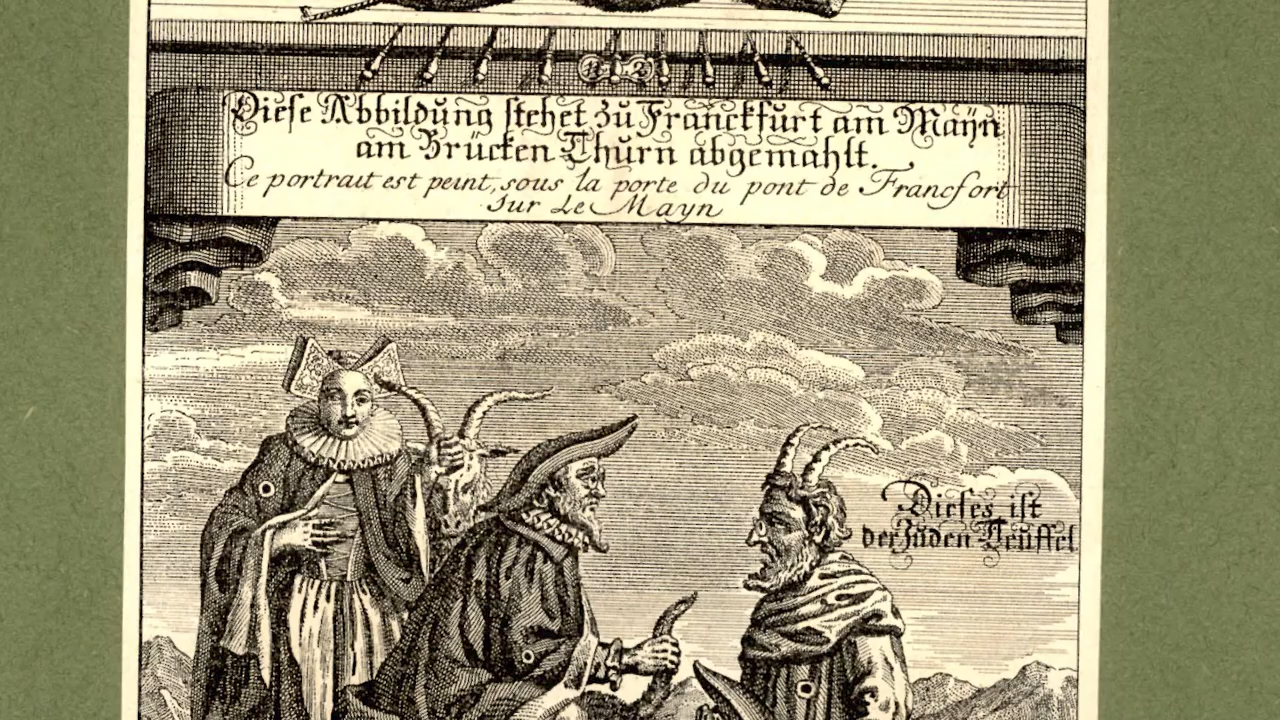 Diese Abbildung stehet zu Franckfurt am Mayn
am Brücken Thurn abgemahlt.
Ce portrait est peint, sous la porte du pont de Francfort
sur Le Mayn
Dieses ist
der Juden Teuffel